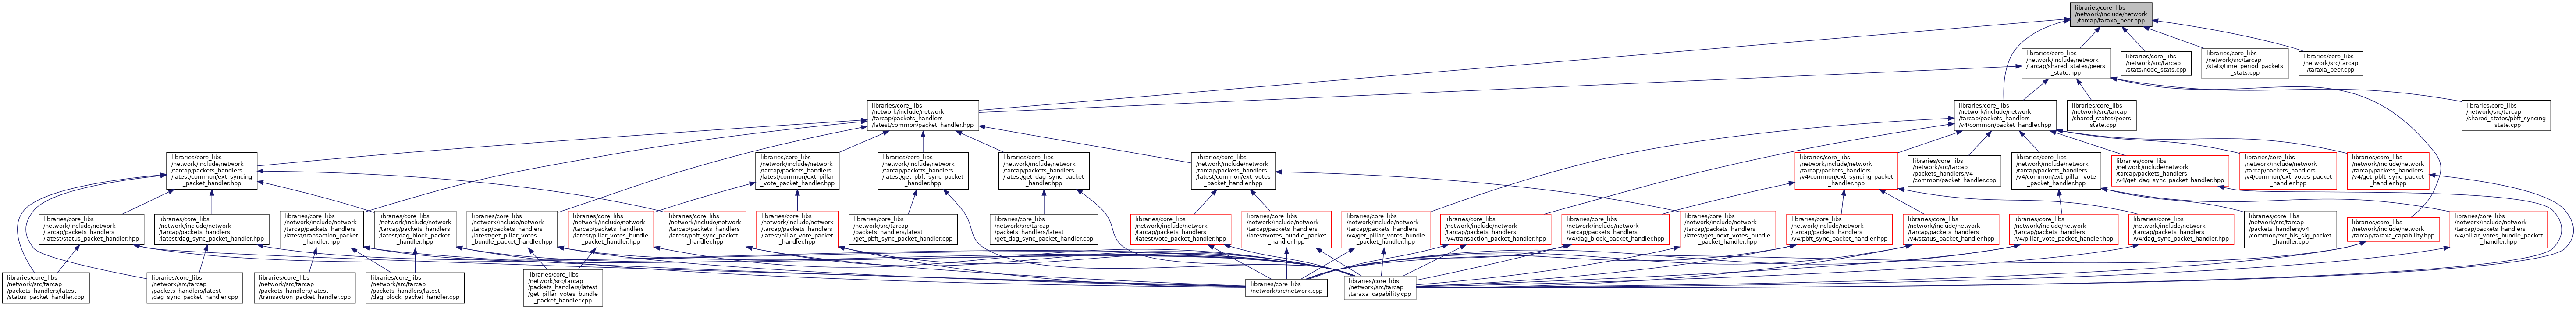 libraries/core_libs
/network/include/network
/tarcap/taraxa_peer.hpp
libraries/core_libs
/network/include/network
/tarcap/shared_states/peers
_state.hpp
libraries/core_libs
/network/src/tarcap
/stats/node_stats.cpp
libraries/core_libs
/network/src/tarcap
/stats/time_period_packets
_stats.cpp
libraries/core_libs
/network/src/tarcap
/taraxa_peer.cpp
libraries/core_libs
/network/include/network
/tarcap/packets_handlers
/latest/common/packet_handler.hpp
libraries/core_libs
/network/include/network
/tarcap/packets_handlers
/v4/common/packet_handler.hpp
libraries/core_libs
/network/src/tarcap
/shared_states/peers
_state.cpp
libraries/core_libs
/network/src/tarcap
/shared_states/pbft_syncing
_state.cpp
libraries/core_libs
/network/include/network
/tarcap/packets_handlers
/latest/common/ext_syncing
_packet_handler.hpp
libraries/core_libs
/network/include/network
/tarcap/packets_handlers
/latest/common/ext_pillar
_vote_packet_handler.hpp
libraries/core_libs
/network/include/network
/tarcap/packets_handlers
/latest/get_pbft_sync_packet
_handler.hpp
libraries/core_libs
/network/include/network
/tarcap/packets_handlers
/latest/get_dag_sync_packet
_handler.hpp
libraries/core_libs
/network/include/network
/tarcap/packets_handlers
/latest/common/ext_votes
_packet_handler.hpp
libraries/core_libs
/network/include/network
/tarcap/packets_handlers
/v4/common/ext_syncing_packet
_handler.hpp
libraries/core_libs
/network/src/tarcap
/packets_handlers/v4
/common/packet_handler.cpp
libraries/core_libs
/network/include/network
/tarcap/packets_handlers
/v4/common/ext_pillar_vote
_packet_handler.hpp
libraries/core_libs
/network/include/network
/tarcap/packets_handlers
/v4/get_dag_sync_packet_handler.hpp
libraries/core_libs
/network/include/network
/tarcap/packets_handlers
/v4/common/ext_votes_packet
_handler.hpp
libraries/core_libs
/network/include/network
/tarcap/packets_handlers
/v4/get_pbft_sync_packet
_handler.hpp
libraries/core_libs
/network/include/network
/tarcap/packets_handlers
/latest/status_packet_handler.hpp
libraries/core_libs
/network/include/network
/tarcap/packets_handlers
/latest/dag_sync_packet_handler.hpp
libraries/core_libs
/network/include/network
/tarcap/packets_handlers
/latest/transaction_packet
_handler.hpp
libraries/core_libs
/network/include/network
/tarcap/packets_handlers
/latest/dag_block_packet
_handler.hpp
libraries/core_libs
/network/include/network
/tarcap/packets_handlers
/latest/get_pillar_votes
_bundle_packet_handler.hpp
libraries/core_libs
/network/include/network
/tarcap/packets_handlers
/latest/pillar_votes_bundle
_packet_handler.hpp
libraries/core_libs
/network/include/network
/tarcap/packets_handlers
/latest/pbft_sync_packet
_handler.hpp
libraries/core_libs
/network/include/network
/tarcap/packets_handlers
/latest/pillar_vote_packet
_handler.hpp
libraries/core_libs
/network/src/tarcap
/packets_handlers/latest
/get_pbft_sync_packet_handler.cpp
libraries/core_libs
/network/src/tarcap
/packets_handlers/latest
/get_dag_sync_packet_handler.cpp
libraries/core_libs
/network/include/network
/tarcap/packets_handlers
/latest/vote_packet_handler.hpp
libraries/core_libs
/network/include/network
/tarcap/packets_handlers
/latest/votes_bundle_packet
_handler.hpp
libraries/core_libs
/network/include/network
/tarcap/packets_handlers
/v4/get_pillar_votes_bundle
_packet_handler.hpp
libraries/core_libs
/network/include/network
/tarcap/packets_handlers
/v4/transaction_packet_handler.hpp
libraries/core_libs
/network/include/network
/tarcap/packets_handlers
/v4/dag_block_packet_handler.hpp
libraries/core_libs
/network/include/network
/tarcap/packets_handlers
/latest/get_next_votes_bundle
_packet_handler.hpp
libraries/core_libs
/network/include/network
/tarcap/packets_handlers
/v4/pbft_sync_packet_handler.hpp
libraries/core_libs
/network/include/network
/tarcap/packets_handlers
/v4/status_packet_handler.hpp
libraries/core_libs
/network/include/network
/tarcap/packets_handlers
/v4/pillar_vote_packet_handler.hpp
libraries/core_libs
/network/include/network
/tarcap/packets_handlers
/v4/dag_sync_packet_handler.hpp
libraries/core_libs
/network/src/tarcap
/packets_handlers/v4
/common/ext_bls_sig_packet
_handler.cpp
libraries/core_libs
/network/include/network
/tarcap/taraxa_capability.hpp
libraries/core_libs
/network/include/network
/tarcap/packets_handlers
/v4/pillar_votes_bundle_packet
_handler.hpp
libraries/core_libs
/network/src/tarcap
/packets_handlers/latest
/status_packet_handler.cpp
libraries/core_libs
/network/src/tarcap
/packets_handlers/latest
/dag_sync_packet_handler.cpp
libraries/core_libs
/network/src/tarcap
/packets_handlers/latest
/transaction_packet_handler.cpp
libraries/core_libs
/network/src/tarcap
/packets_handlers/latest
/dag_block_packet_handler.cpp
libraries/core_libs
/network/src/tarcap
/packets_handlers/latest
/get_pillar_votes_bundle
_packet_handler.cpp
libraries/core_libs
/network/src/network.cpp
libraries/core_libs
/network/src/tarcap
/taraxa_capability.cpp